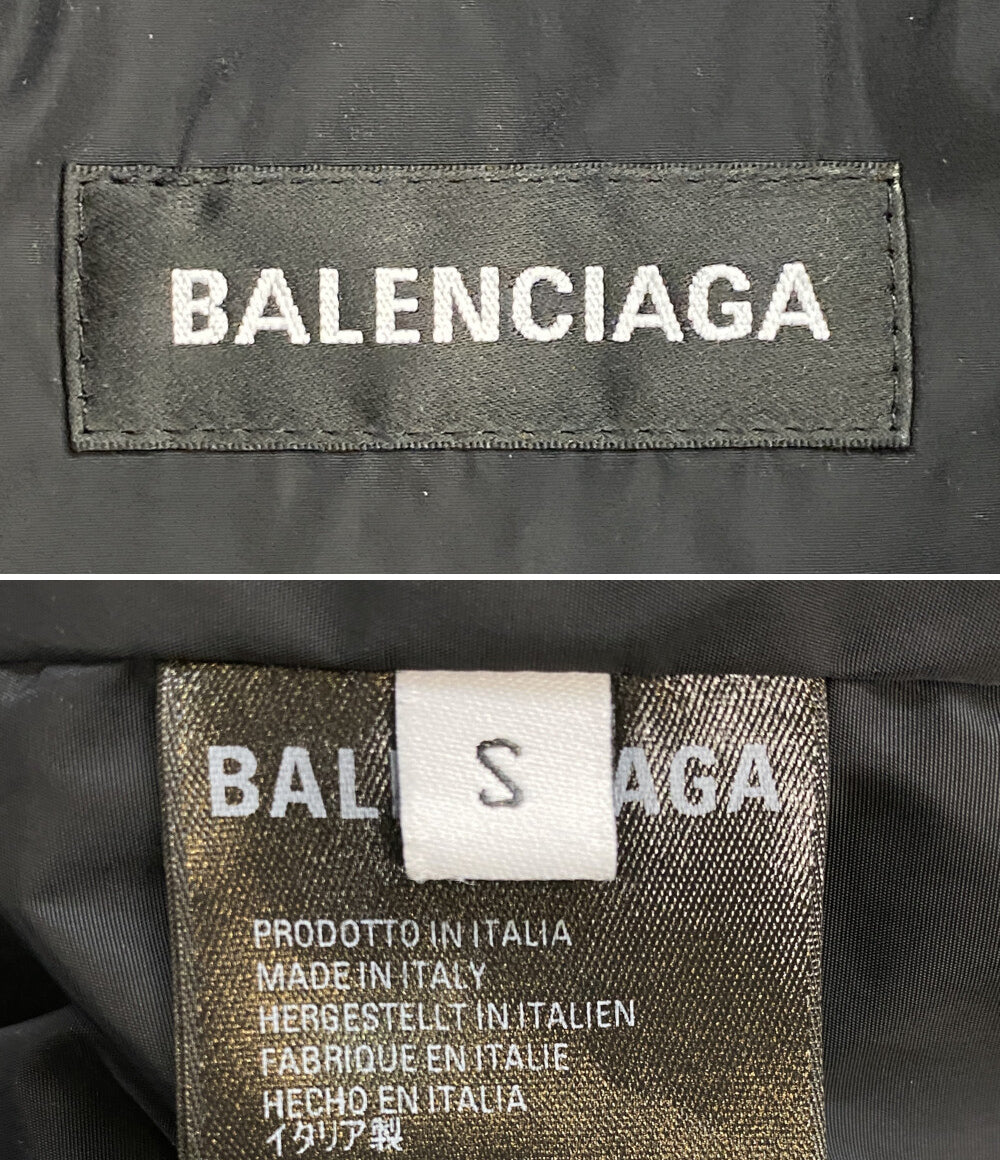 BALENCIAGA
BAL S AGA
PRODOTTO IN ITALIA
MADE IN ITALY
HERGESTELLT IN ITALIEN
FABRIQUE EN ITALIE
HECHO EN ITALIA
イタリア製